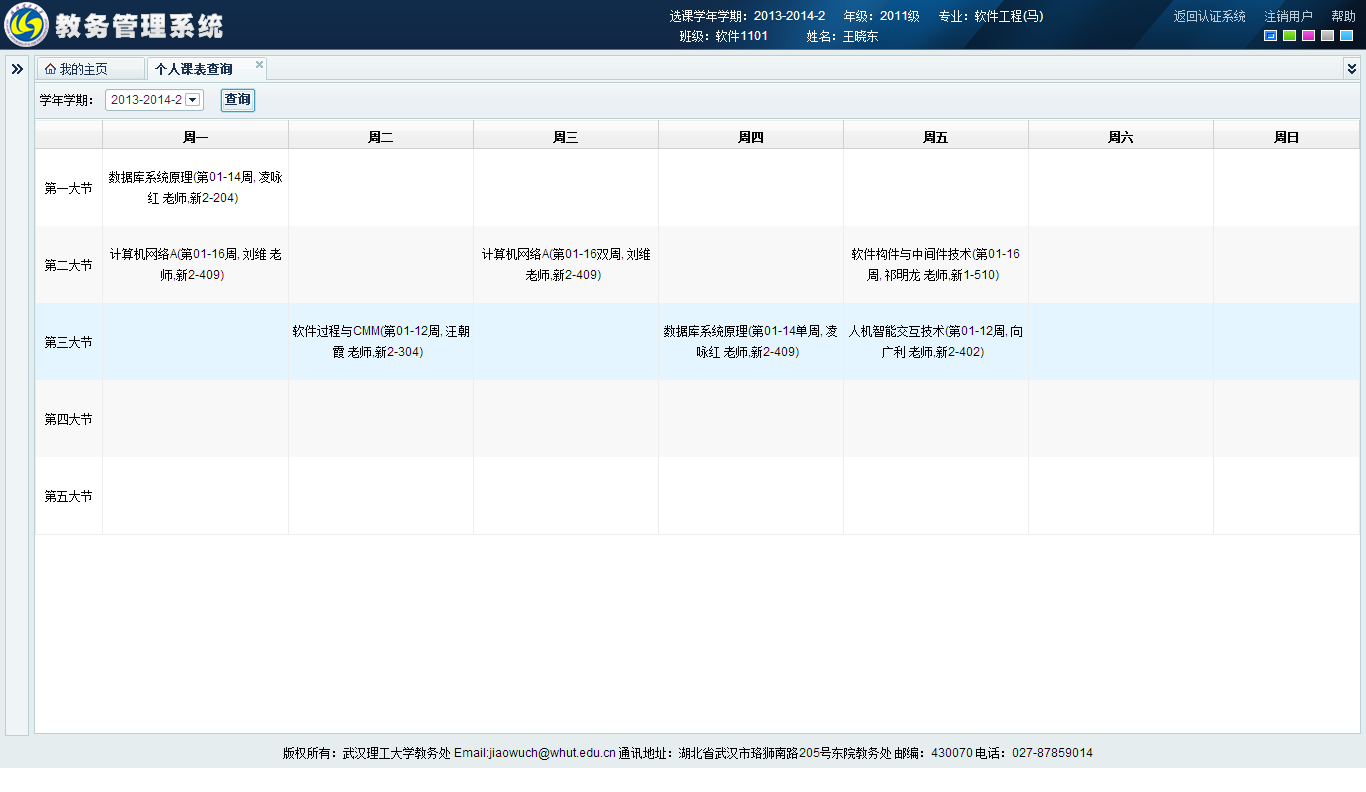 教务管理系统
选课学年学期：2013-2014-2 年级：2011级 专业：软件工程(马)
班级：软件1101 姓名：王晓东
返回认证系统 注销用户 帮助
我的主页 个人课表查询
学年学期： 2013-2014-2 查询
周一 周二 周三 周四 周五 周六 周日
第一大节
数据库系统原理(第01-14周, 凌咏
红 老师,新2-204)
第二大节
计算机网络A(第01-16周, 刘维 老
师,新2-409)
计算机网络A(第01-16双周, 刘维
老师,新2-409)
软件构件与中间件技术(第01-16
周, 祁明龙 老师,新1-510)
第三大节
软件过程与CMM(第01-12周, 汪朝
霞 老师,新2-304)
数据库系统原理(第01-14单周, 凌
咏红 老师,新2-409)
人机智能交互技术(第01-12周, 向
广利 老师,新2-402)
第四大节
第五大节
版权所有：武汉理工大学教务处 Email:jiaowuch@whut.edu.cn 通讯地址：湖北省武汉市珞狮南路205号东院教务处 邮编：430070 电话：027-87859014